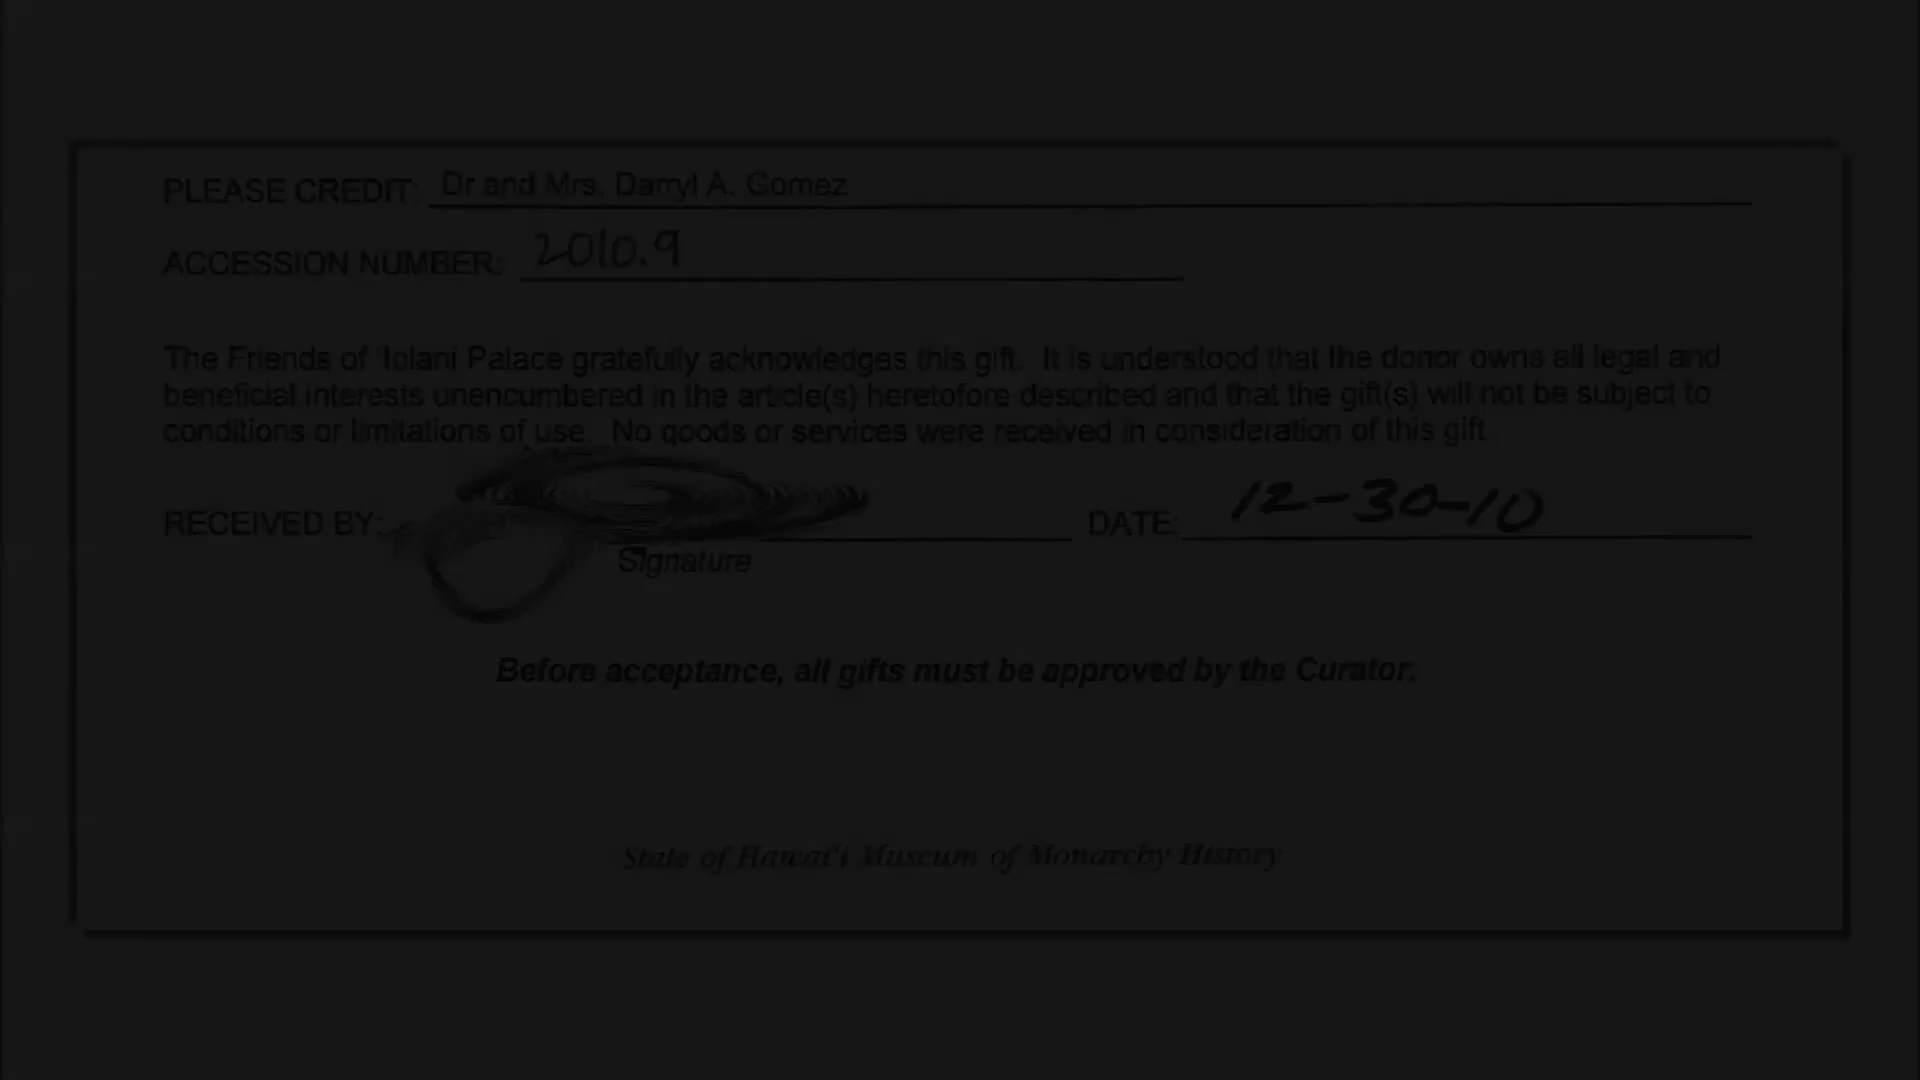 PLEASE CREDIT: Dr and Mrs. Darryl A. Gomez
ACCESSION NUMBER: 2010.9
The Friends of 'Iolani Palace gratefully acknowledges this gift. It is understood that the donor owns all legal and
beneficial interests unencumbered in the article(s) heretofore described and that the gift(s) will not be subject to
conditions or limitations of use. No goods or services were received in consideration of this gift.
RECEIVED BY: DATE: 12-30-10
Signature
Before acceptance, all gifts must be approved by the Curator.
State of Hawai'i Museum of Monarchy History